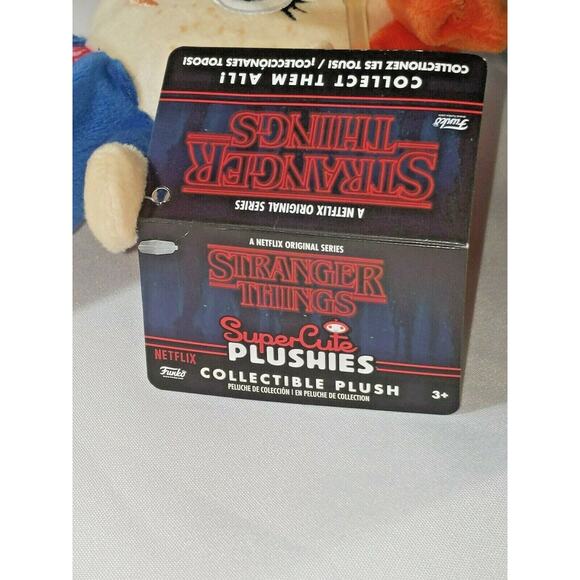 COLLECTIONEZ LES TOUS! / ¡COLECCIÓNALES TODOS!
COLLECT THEM ALL!
Funko
STRANGER
THINGS
A NETFLIX ORIGINAL SERIES
A NETFLIX ORIGINAL SERIES
STRANGER
THINGS
SuperCute
PLUSHIES
NETFLIX
Funko
COLLECTIBLE PLUSH
3+
PELUCHE DE COLECCIÓN | EN PELUCHE DE COLLECTION